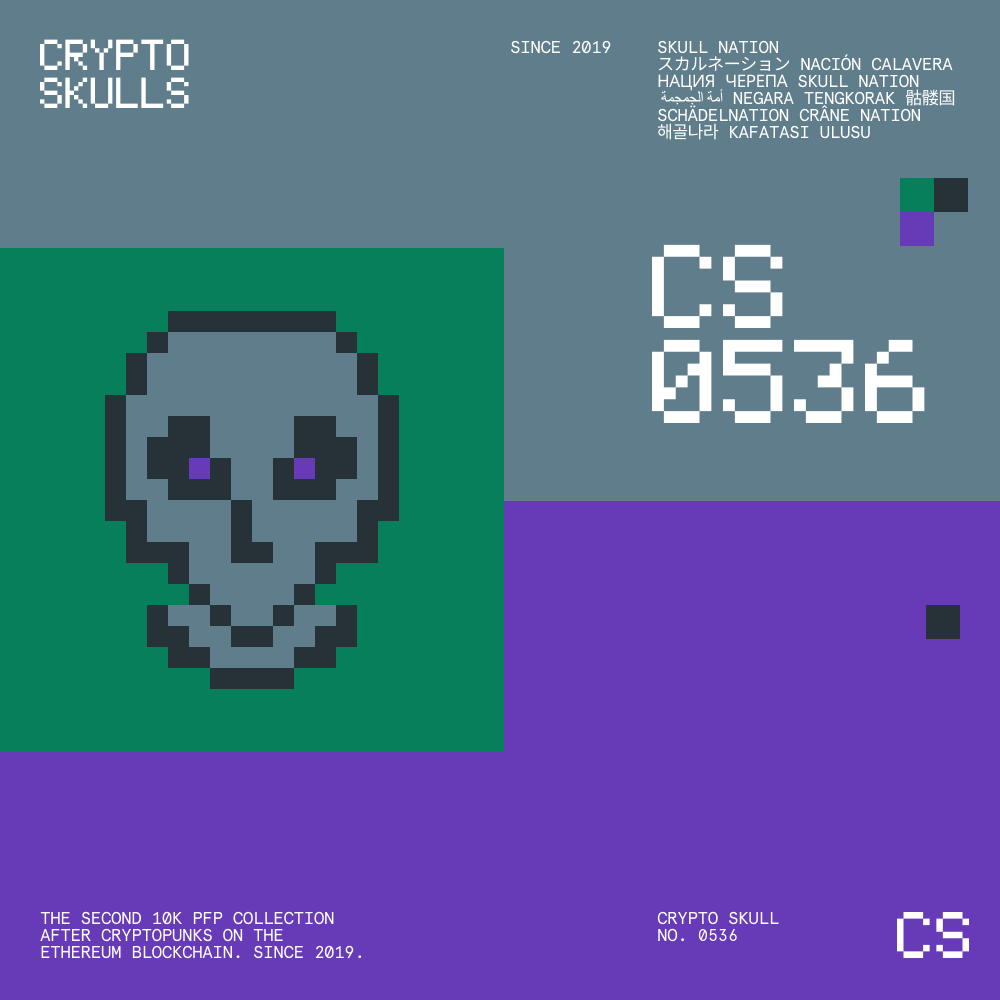 CRYPTO
SKULLS
SINCE 2019
SKULL NATION
スカルネーション NACIÓN CALAVERA
НАЦИЯ ЧЕРЕПА SKULL NATION
أمة الجمجمة NEGARA TENGKORAK 骷髅国
SCHÄDELNATION CRÂNE NATION
해골나라 KAFATASI ULUSU
CS
0536
THE SECOND 10K PFP COLLECTION
AFTER CRYPTOPUNKS ON THE
ETHEREUM BLOCKCHAIN. SINCE 2019.
CRYPTO SKULL
NO. 0536
CS